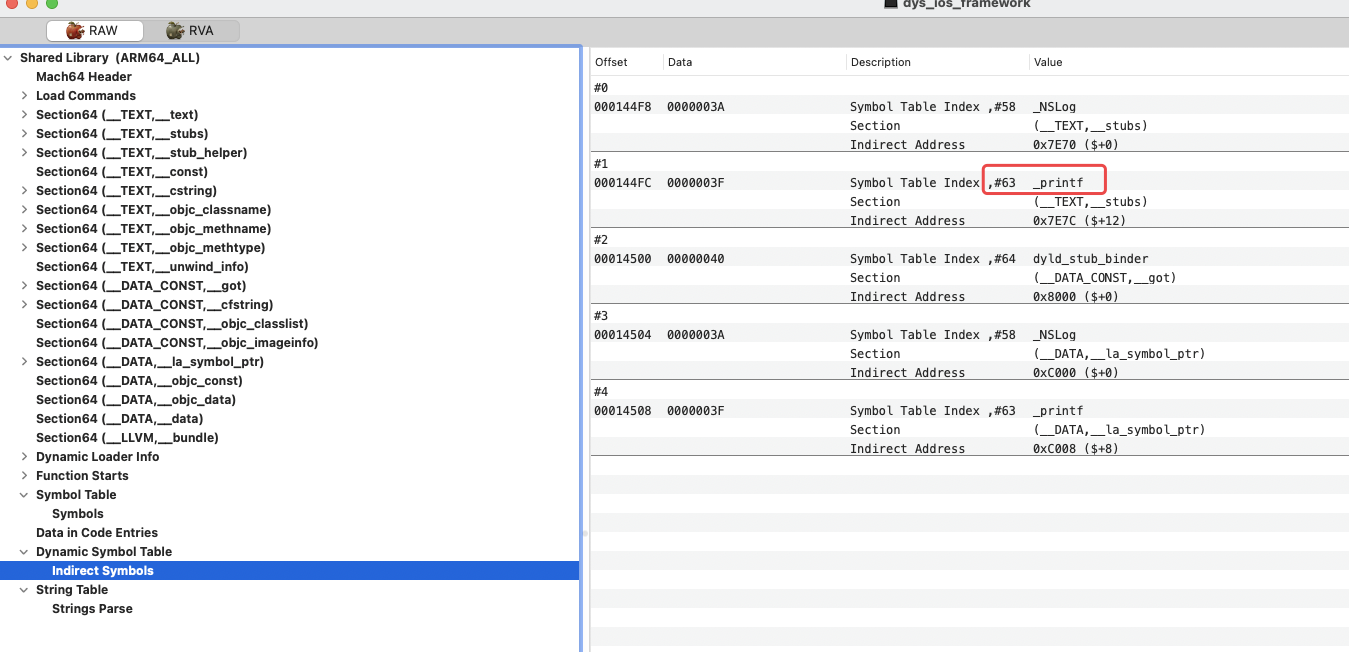 dys_ios_framework
RAW RVA
Shared Library (ARM64_ALL)
Mach64 Header
Load Commands
Section64 (__TEXT,__text)
Section64 (__TEXT,__stubs)
Section64 (__TEXT,__stub_helper)
Section64 (__TEXT,__const)
Section64 (__TEXT,__cstring)
Section64 (__TEXT,__objc_classname)
Section64 (__TEXT,__objc_methname)
Section64 (__TEXT,__objc_methtype)
Section64 (__TEXT,__unwind_info)
Section64 (__DATA_CONST,__got)
Section64 (__DATA_CONST,__cfstring)
Section64 (__DATA_CONST,__objc_classlist)
Section64 (__DATA_CONST,__objc_imageinfo)
Section64 (__DATA,__la_symbol_ptr)
Section64 (__DATA,__objc_const)
Section64 (__DATA,__objc_data)
Section64 (__DATA,__data)
Section64 (__LLVM,__bundle)
Dynamic Loader Info
Function Starts
Symbol Table
Symbols
Data in Code Entries
Dynamic Symbol Table
Indirect Symbols
String Table
Strings Parse
Offset Data Description Value
#0
000144F8 0000003A Symbol Table Index ,#58 _NSLog
Section (__TEXT,__stubs)
Indirect Address 0x7E70 ($+0)
#1
000144FC 0000003F Symbol Table Index ,#63 _printf
Section (__TEXT,__stubs)
Indirect Address 0x7E7C ($+12)
#2
00014500 00000040 Symbol Table Index ,#64 dyld_stub_binder
Section (__DATA_CONST,__got)
Indirect Address 0x8000 ($+0)
#3
00014504 0000003A Symbol Table Index ,#58 _NSLog
Section (__DATA,__la_symbol_ptr)
Indirect Address 0xC000 ($+0)
#4
00014508 0000003F Symbol Table Index ,#63 _printf
Section (__DATA,__la_symbol_ptr)
Indirect Address 0xC008 ($+8)